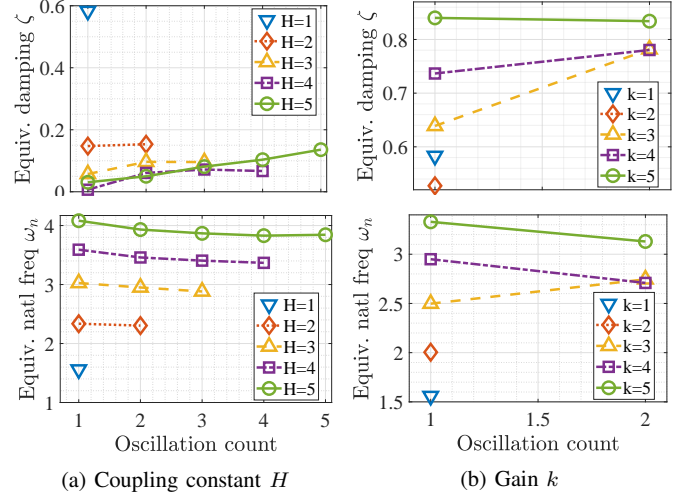 Equiv. damping ζ
0.6
0.4
0.2
0
H=1
H=2
H=3
H=4
H=5
Equiv. natl freq ωₙ
4
3
2
1
H=1
H=2
H=3
H=4
H=5
1 2 3 4 5
Oscillation count
(a) Coupling constant H
Equiv. damping ζ
0.8
0.7
0.6
k=1
k=2
k=3
k=4
k=5
Equiv. natl freq ωₙ
3
2.5
2
1.5
k=1
k=2
k=3
k=4
k=5
1 1.5 2
Oscillation count
(b) Gain k